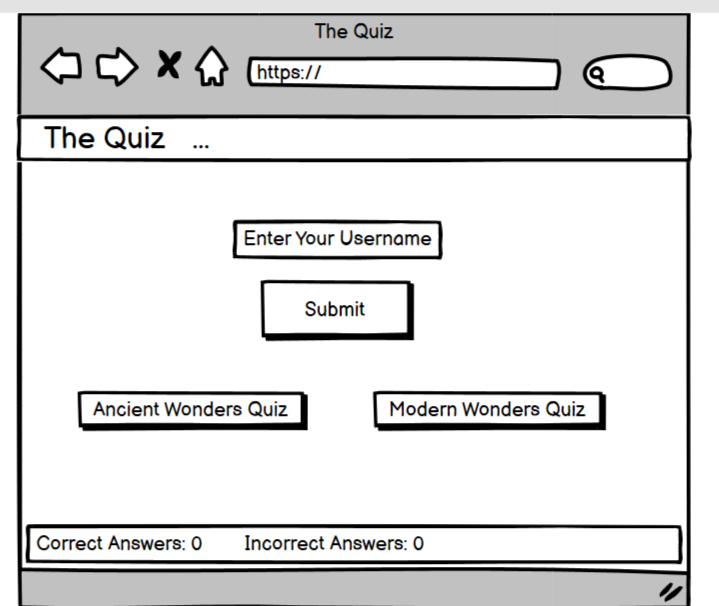 The Quiz
https://
The Quiz ...
Enter Your Username
Submit
Ancient Wonders Quiz Modern Wonders Quiz
Correct Answers: 0 Incorrect Answers: 0